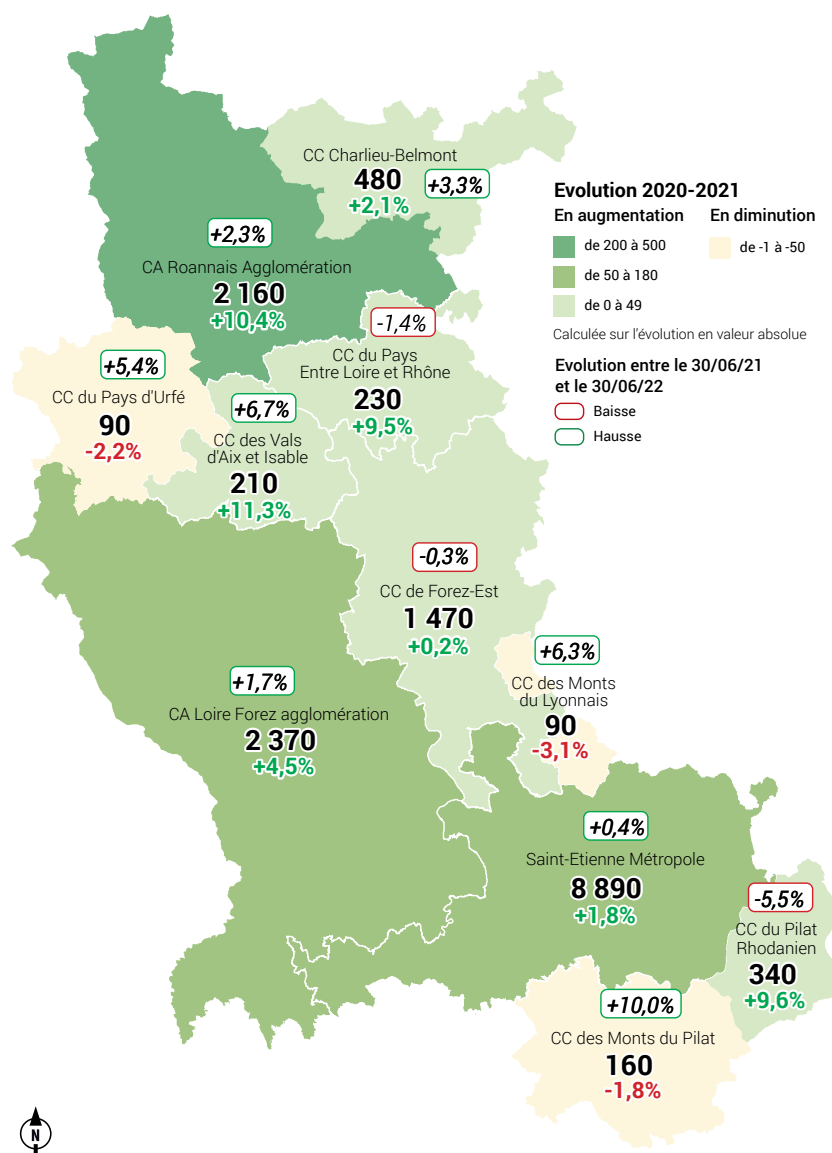 CC Charlieu-Belmont
480
+3,3%
+2,1%
Evolution 2020-2021
En augmentation
En diminution
de 200 à 500
de -1 à -50
de 50 à 180
de 0 à 49
Calculée sur l'évolution en valeur absolue
Evolution entre le 30/06/21
et le 30/06/22
Baisse
Hausse
+2,3%
CA Roannais Agglomération
2 160
+10,4%
-1,4%
CC du Pays
Entre Loire et Rhône
230
+9,5%
+5,4%
CC du Pays d'Urfé
90
-2,2%
+6,7%
CC des Vals
d'Aix et Isable
210
+11,3%
-0,3%
CC de Forez-Est
1 470
+0,2%
+6,3%
CC des Monts
du Lyonnais
90
-3,1%
+1,7%
CA Loire Forez agglomération
2 370
+4,5%
+0,4%
Saint-Etienne Métropole
8 890
+1,8%
-5,5%
CC du Pilat
Rhodanien
340
+9,6%
+10,0%
CC des Monts du Pilat
160
-1,8%
N